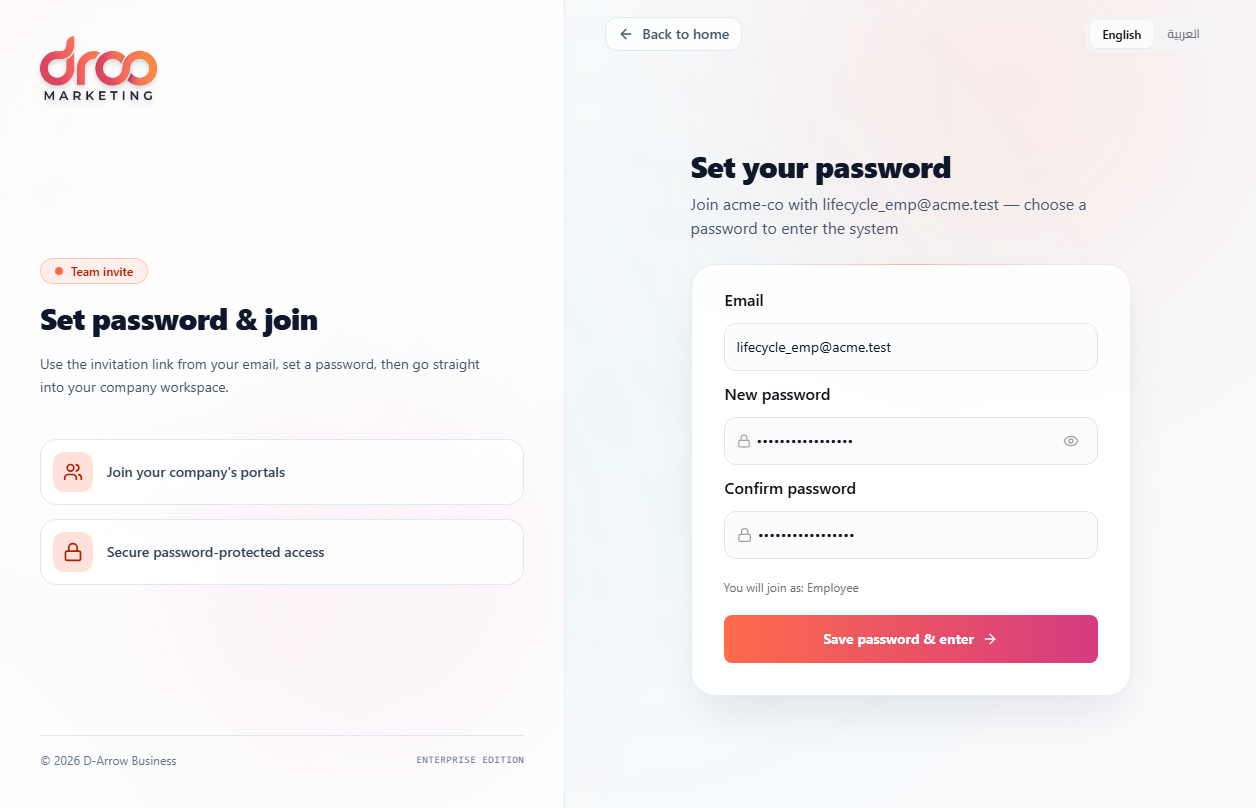 droo
MARKETING
Team invite
Set password & join
Use the invitation link from your email, set a password, then go straight
into your company workspace.
Join your company's portals
Secure password-protected access
© 2026 D-Arrow Business
ENTERPRISE EDITION
Back to home
English
العربية
Set your password
Join acme-co with lifecycle_emp@acme.test — choose a
password to enter the system
Email
lifecycle_emp@acme.test
New password
•••••••••••••••••
Confirm password
•••••••••••••••••
You will join as: Employee
Save password & enter →